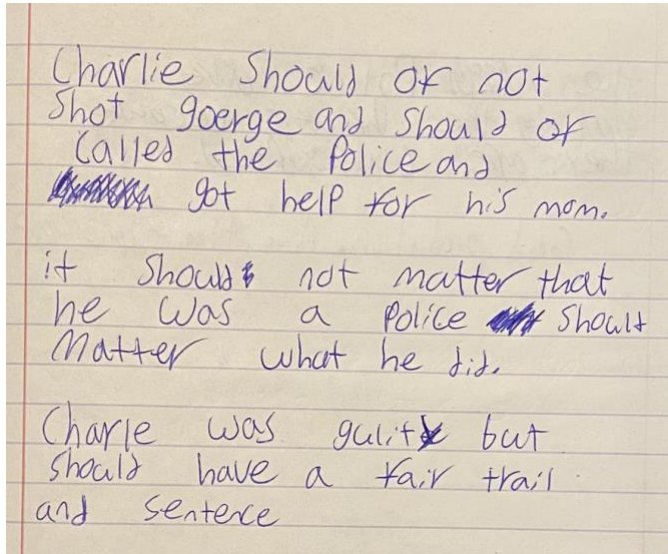 Charlie should of not
shot goerge and should of
called the Police and
got help for his mom.
it should not matter that
he was a police should
matter what he did.
Charle was gulity but
should have a fair trail
and sentence